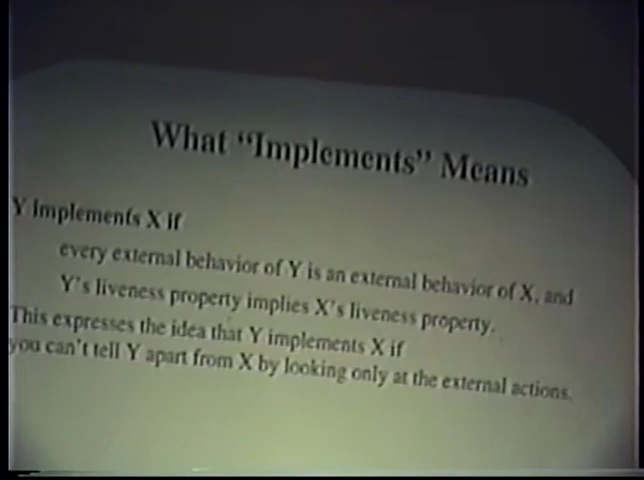 What “Implements” Means
Y implements X if
every external behavior of Y is an external behavior of X, and
Y's liveness property implies X's liveness property.
This expresses the idea that Y implements X if
you can't tell Y apart from X by looking only at the external actions.